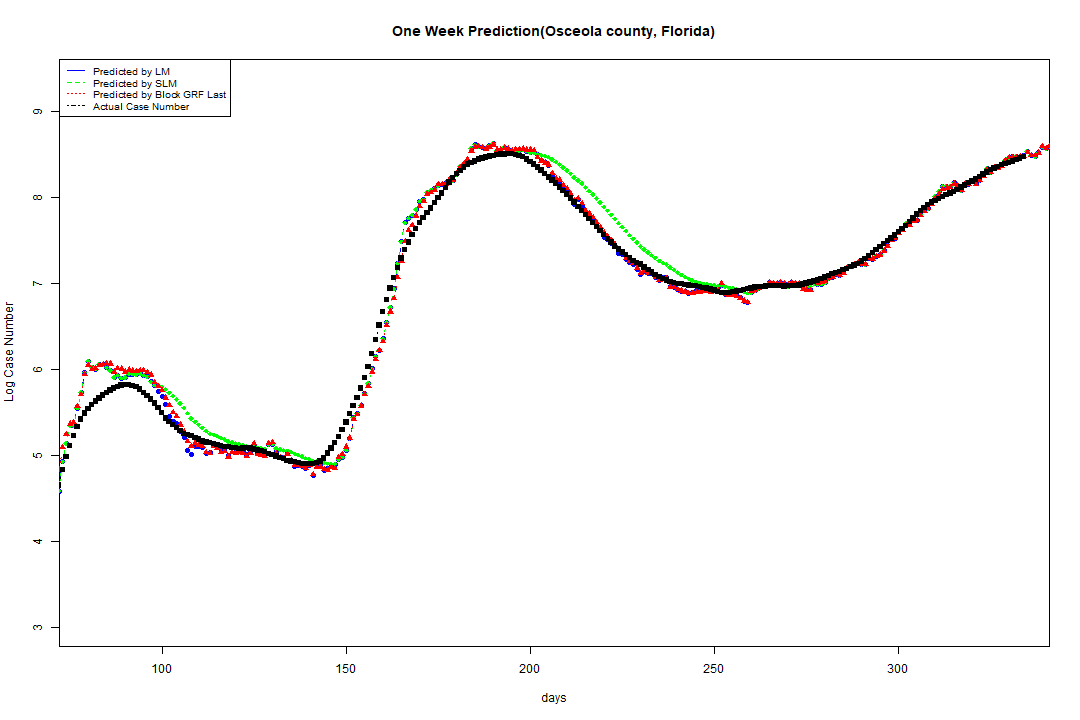 One Week Prediction(Osceola county, Florida)
Predicted by LM
Predicted by SLM
Predicted by Block GRF Last
Actual Case Number
9
8
7
6
5
4
3
Log Case Number
100 150 200 250 300
days